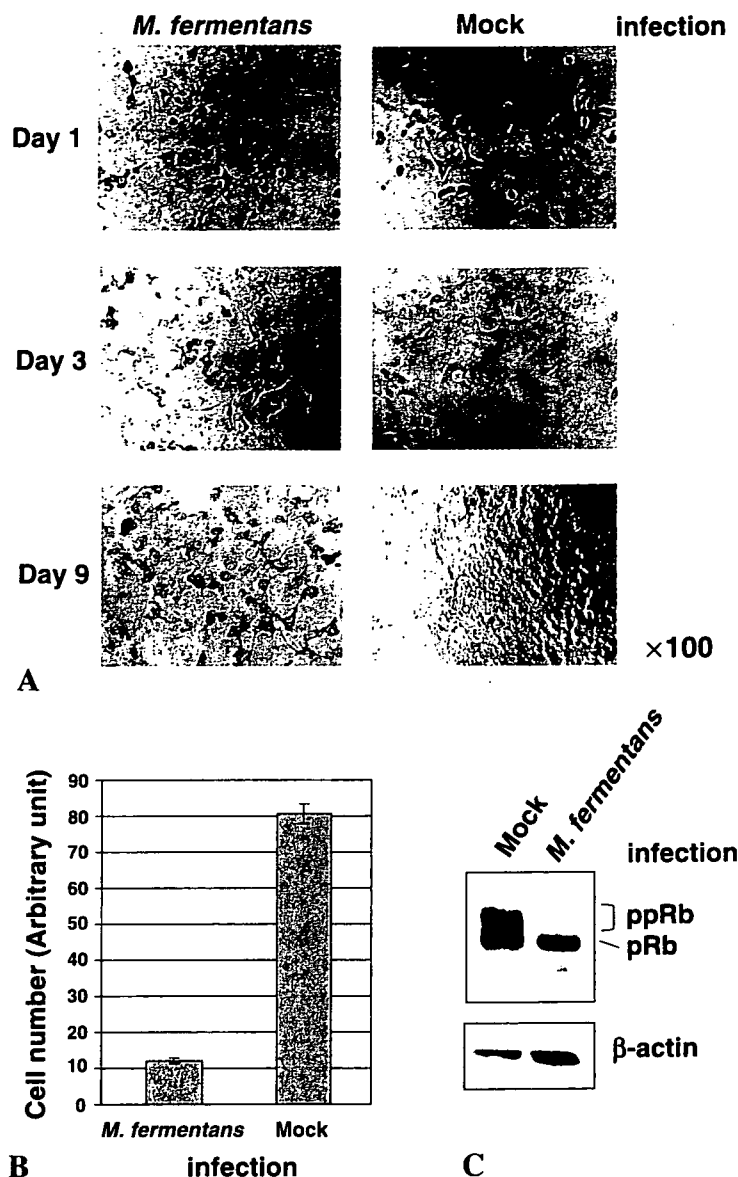 M. fermentans Mock infection
Day 1
Day 3
Day 9
×100
A
Cell number (Arbitrary unit)
90
80
70
60
50
40
30
20
10
0
M. fermentans Mock
infection
B
Mock
M. fermentans
infection
ppRb
pRb
β-actin
C